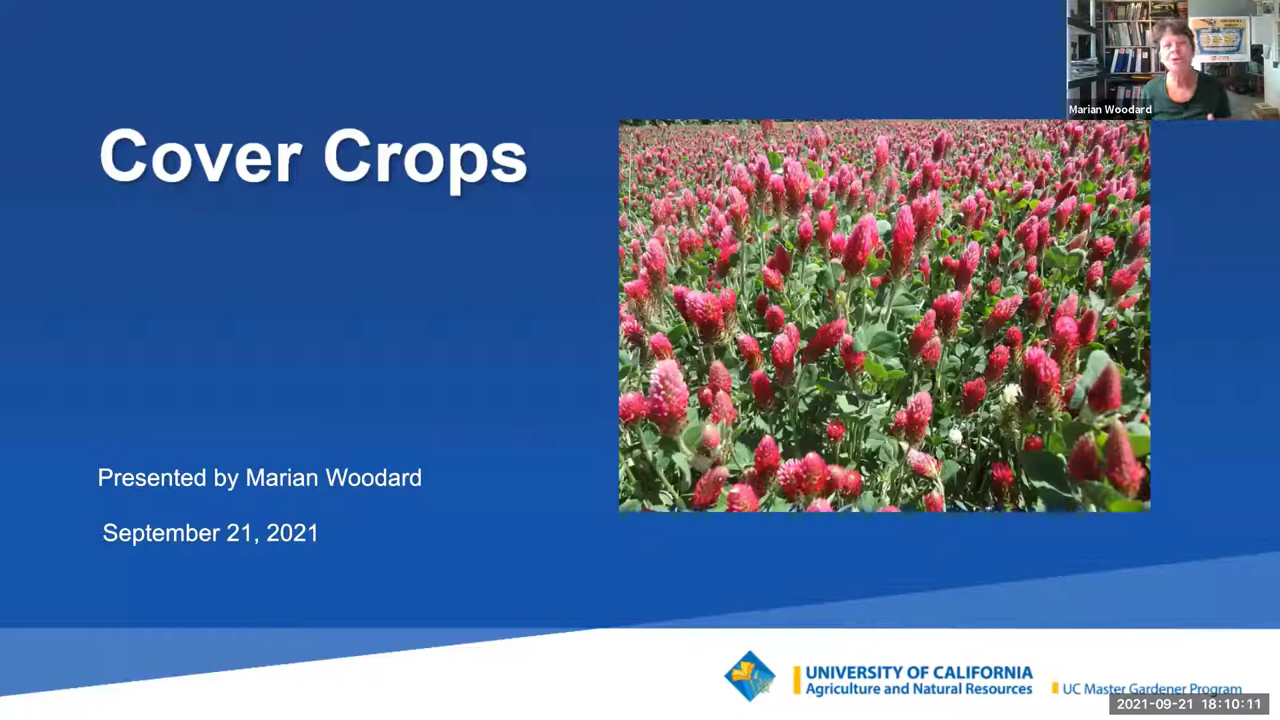 Marian Woodard
Cover Crops
Presented by Marian Woodard
September 21, 2021
UNIVERSITY OF CALIFORNIA
Agriculture and Natural Resources
UC Master Gardener Program
2021-09-21 18:10:11